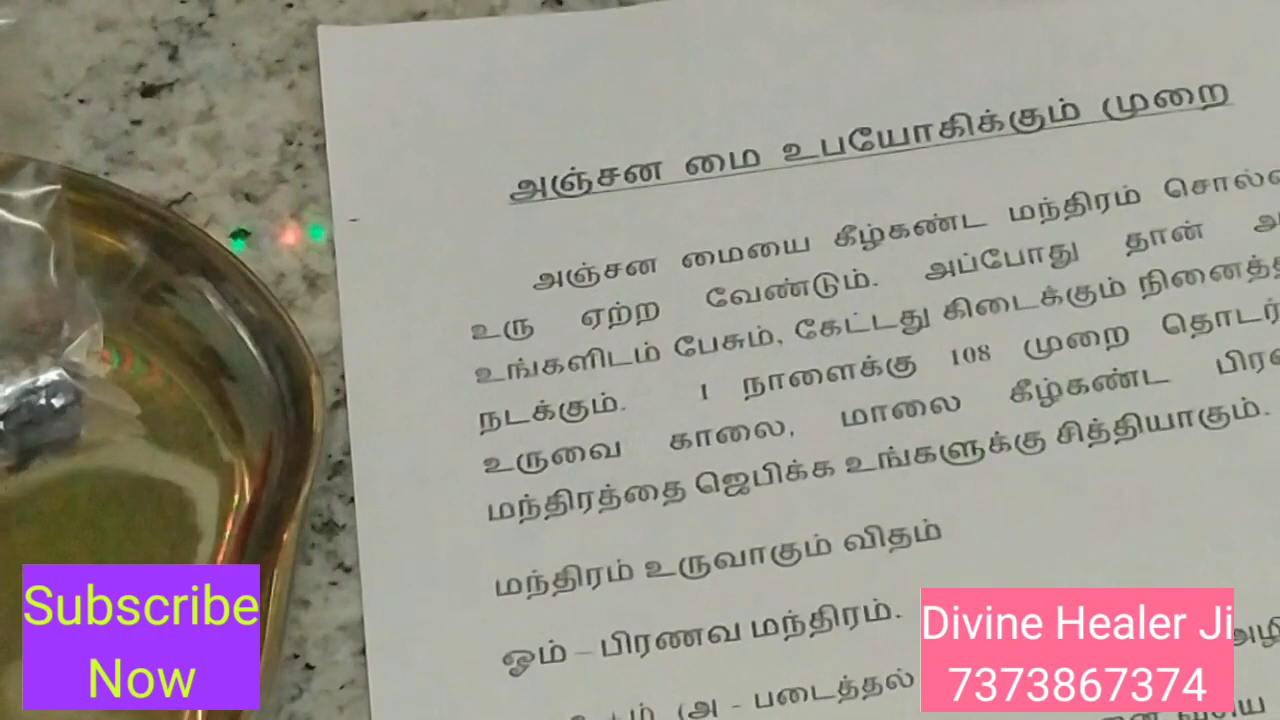 அஞ்சன மை உபயோகிக்கும் முறை
அஞ்சன மையை கீழ்கண்ட மந்திரம்
உரு ஏற்ற வேண்டும். அப்போது தான்
உங்களிடம் பேசும், கேட்டது கிடைக்கும்
நடக்கும். 1 நாளைக்கு 108 முறை
உருவை காலை, மாலை கீழ்கண்ட
மந்திரத்தை ஜெபிக்க உங்களுக்கு சித்தியாகும்.
மந்திரம் உருவாகும் விதம்
ஓம் – பிரணவ மந்திரம்.
(அ - படைத்தல்
Subscribe
Now
Divine Healer Ji
7373867374